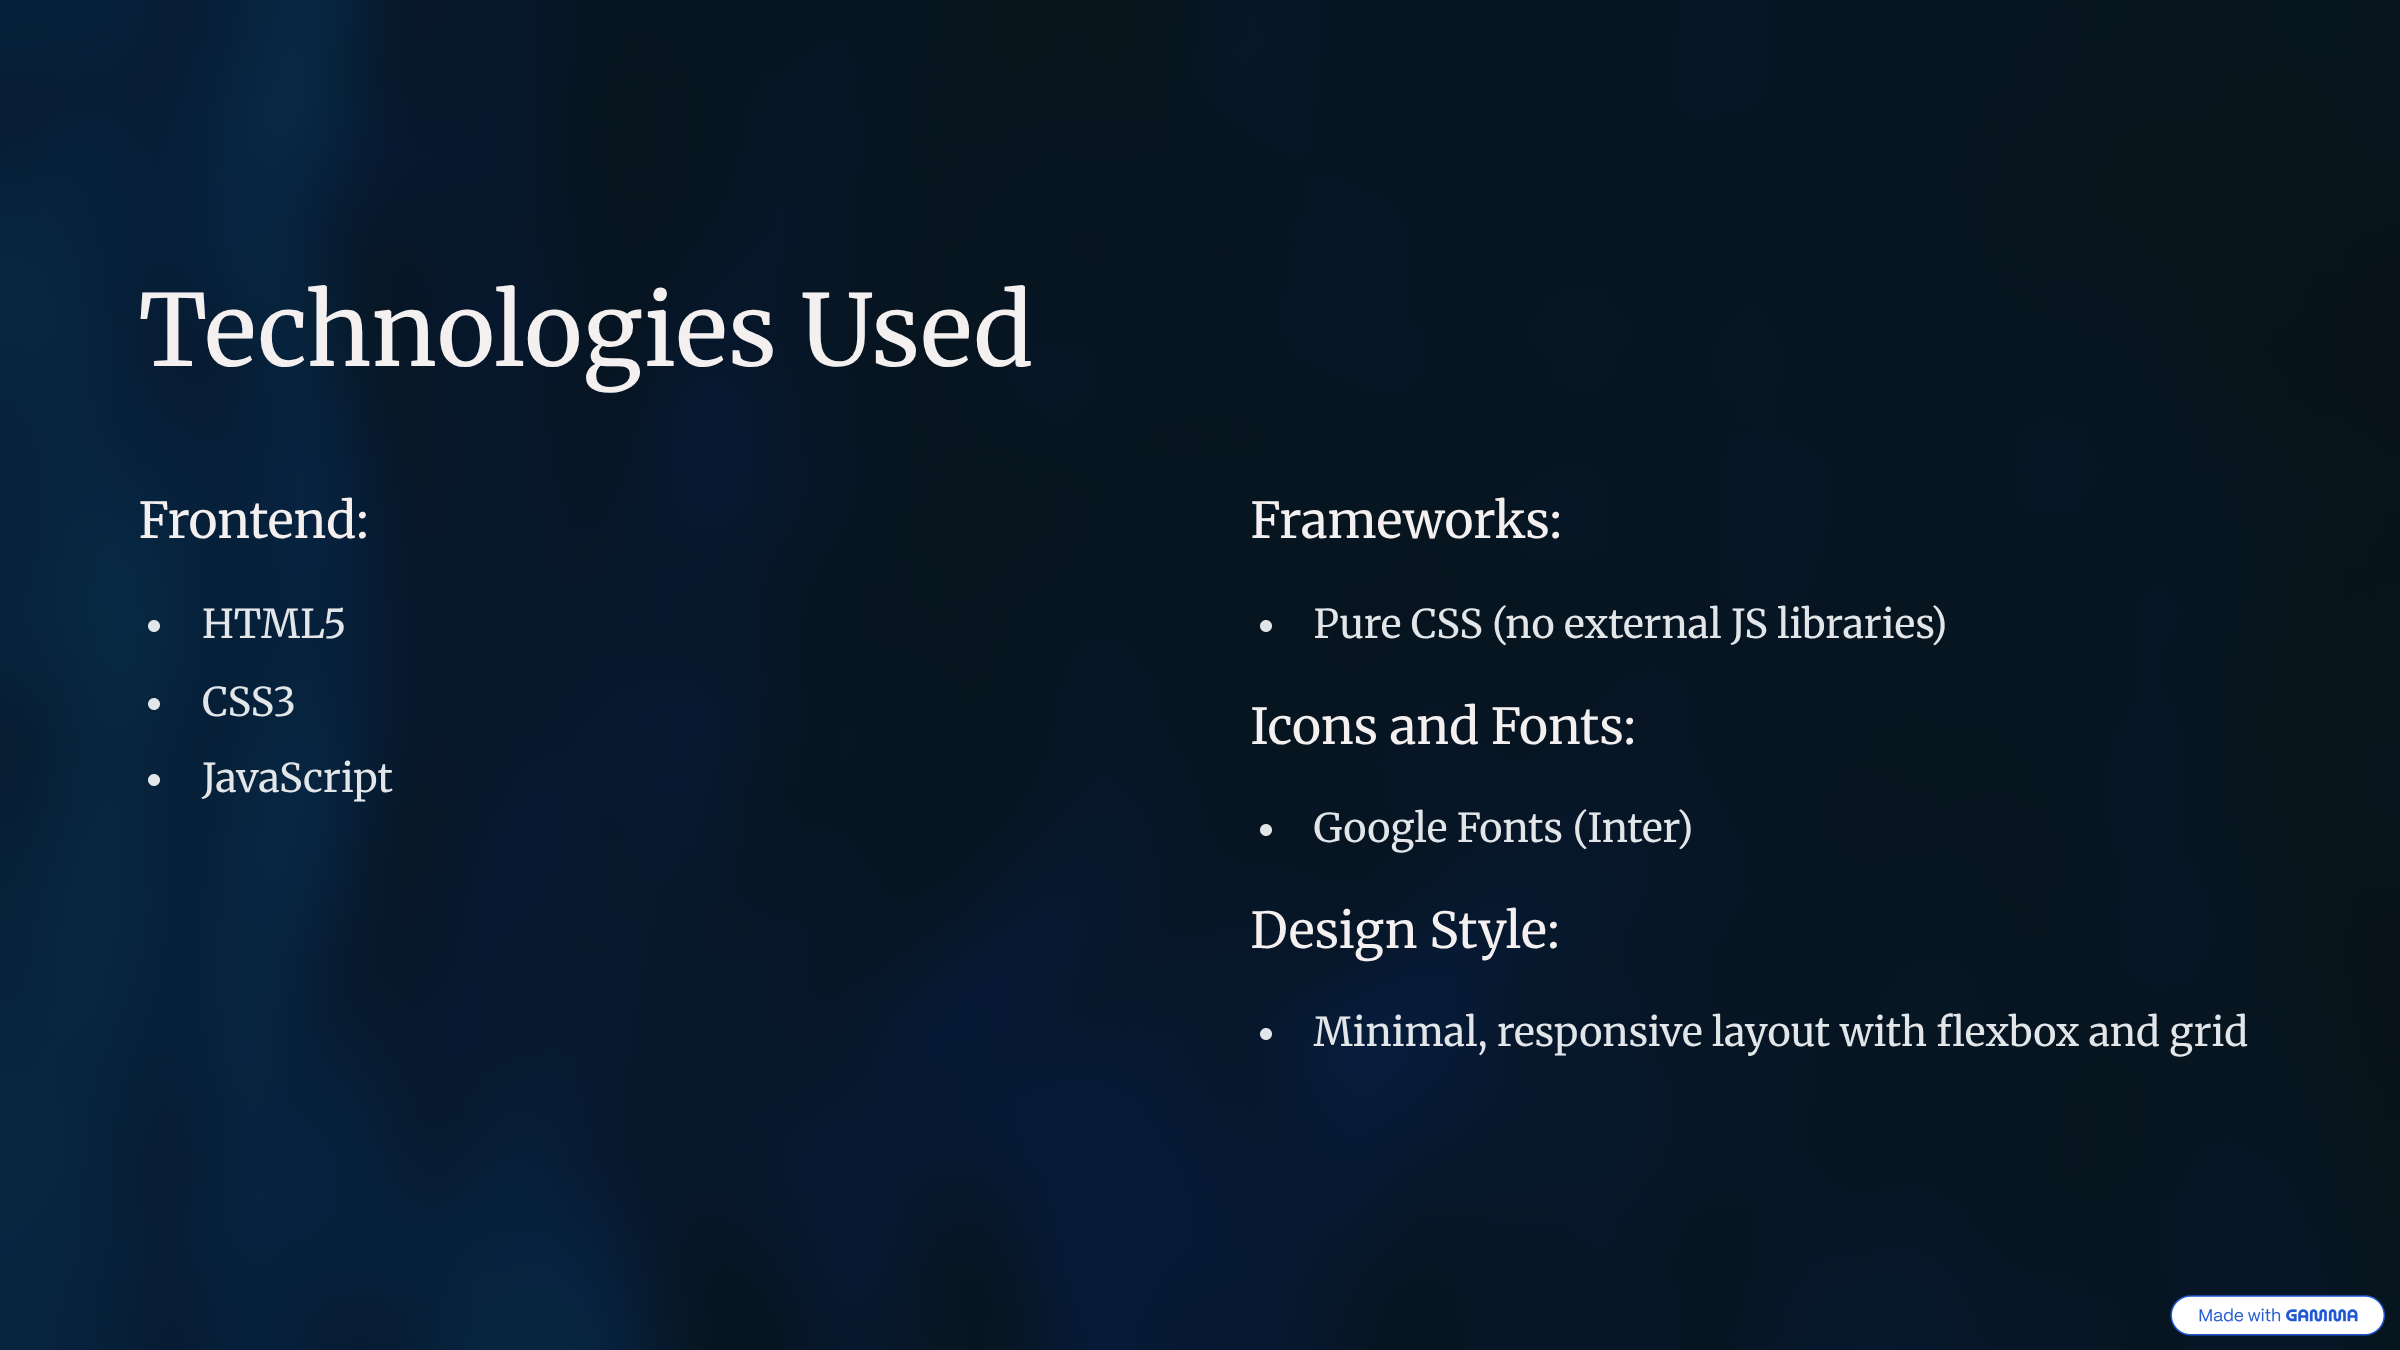 Technologies Used
Frontend:
• HTML5
• CSS3
• JavaScript
Frameworks:
• Pure CSS (no external JS libraries)
Icons and Fonts:
• Google Fonts (Inter)
Design Style:
• Minimal, responsive layout with flexbox and grid
Made with GAMMA